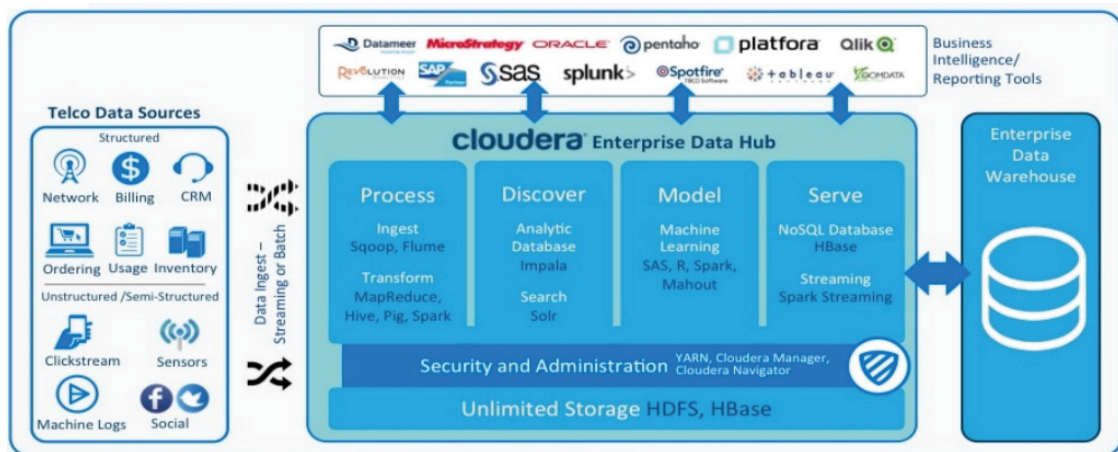 Datameer MicroStrategy ORACLE pentaho platfora Qlik Q
REVOLUTION SAP Partner Sas splunk> Spotfire TIBCO Software +tableau
Business
Intelligence/
Reporting Tools
Telco Data Sources
Structured
Network Billing CRM
Ordering Usage Inventory
Unstructured /Semi-Structured
Clickstream Sensors
Machine Logs Social
Data Ingest –
Streaming or Batch
cloudera Enterprise Data Hub
Process
Ingest
Sqoop, Flume
Transform
MapReduce,
Hive, Pig, Spark
Discover
Analytic
Database
Impala
Search
Solr
Model
Machine
Learning
SAS, R, Spark,
Mahout
Serve
NoSQL Database
HBase
Streaming
Spark Streaming
Security and Administration YARN, Cloudera Manager,
Cloudera Navigator
Unlimited Storage HDFS, HBase
Enterprise
Data
Warehouse